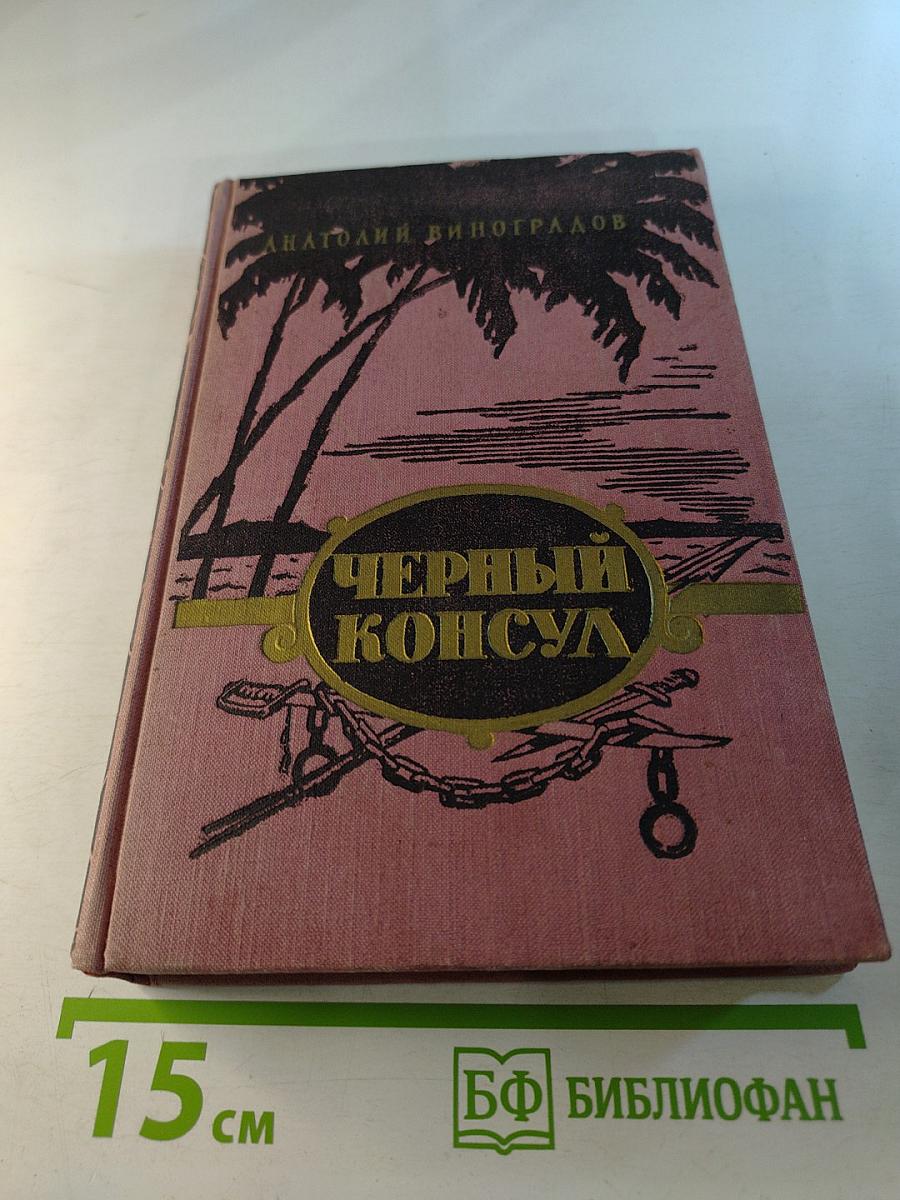 АНАТОЛИЙ ВИНОГРАДОВ
ЧЕРНЫЙ
КОНСУЛ
15 см
БФ БИБЛИОФАН